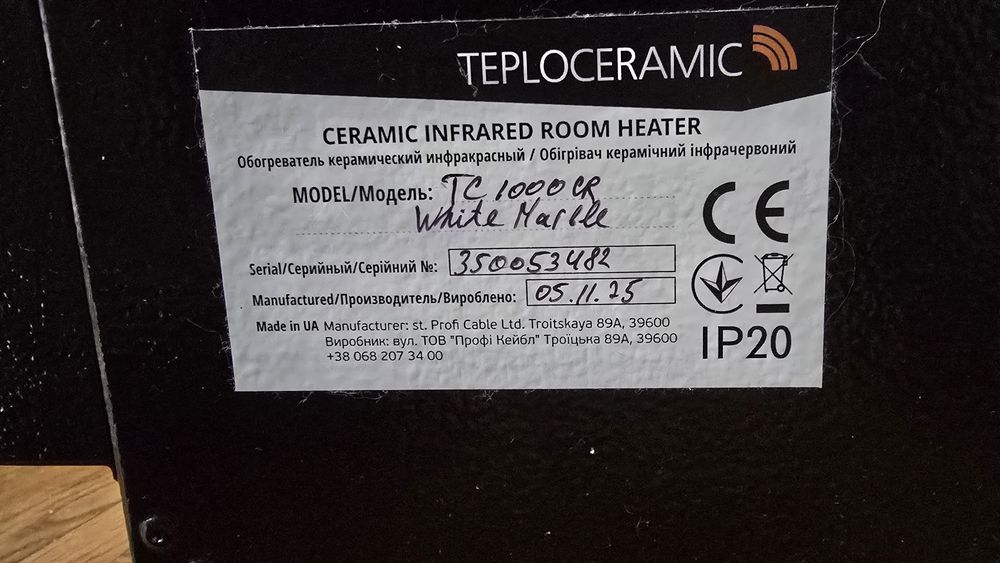 TEPLOCERAMIC
CERAMIC INFRARED ROOM HEATER
Обогреватель керамический инфракрасный / Обігрівач керамічний інфрачервоний
MODEL/Модель: TC 1000CR
White Marble
Serial/Серийный/Серійний №: 350053482
Manufactured/Производитель/Вироблено: 05.11.25
Made in UA Manufacturer: st. Profi Cable Ltd. Troitskaya 89A, 39600
Виробник: вул. ТОВ "Профі Кейбл" Троїцька 89А, 39600
+38 068 207 34 00
CE
IP20